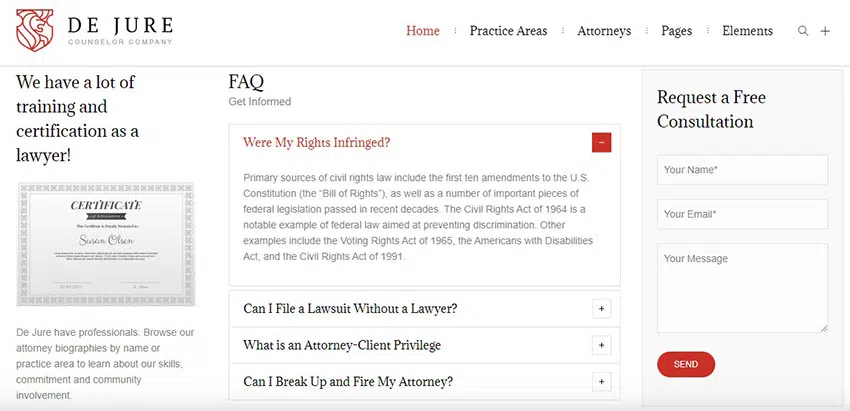 DE JURE
COUNSELOR COMPANY
Home
Practice Areas
Attorneys
Pages
Elements
We have a lot of
training and
certification as a
lawyer!
CERTIFICATE
This Certificate is Proudly Presented to:
Susan Olson
De Jure have professionals. Browse our
attorney biographies by name or
practice area to learn about our skills,
commitment and community
involvement.
FAQ
Get Informed
Were My Rights Infringed?
Primary sources of civil rights law include the first ten amendments to the U.S.
Constitution (the “Bill of Rights”), as well as a number of important pieces of
federal legislation passed in recent decades. The Civil Rights Act of 1964 is a
notable example of federal law aimed at preventing discrimination. Other
examples include the Voting Rights Act of 1965, the Americans with Disabilities
Act, and the Civil Rights Act of 1991.
Can I File a Lawsuit Without a Lawyer?
What is an Attorney-Client Privilege
Can I Break Up and Fire My Attorney?
Request a Free
Consultation
Your Name*
Your Email*
Your Message
SEND